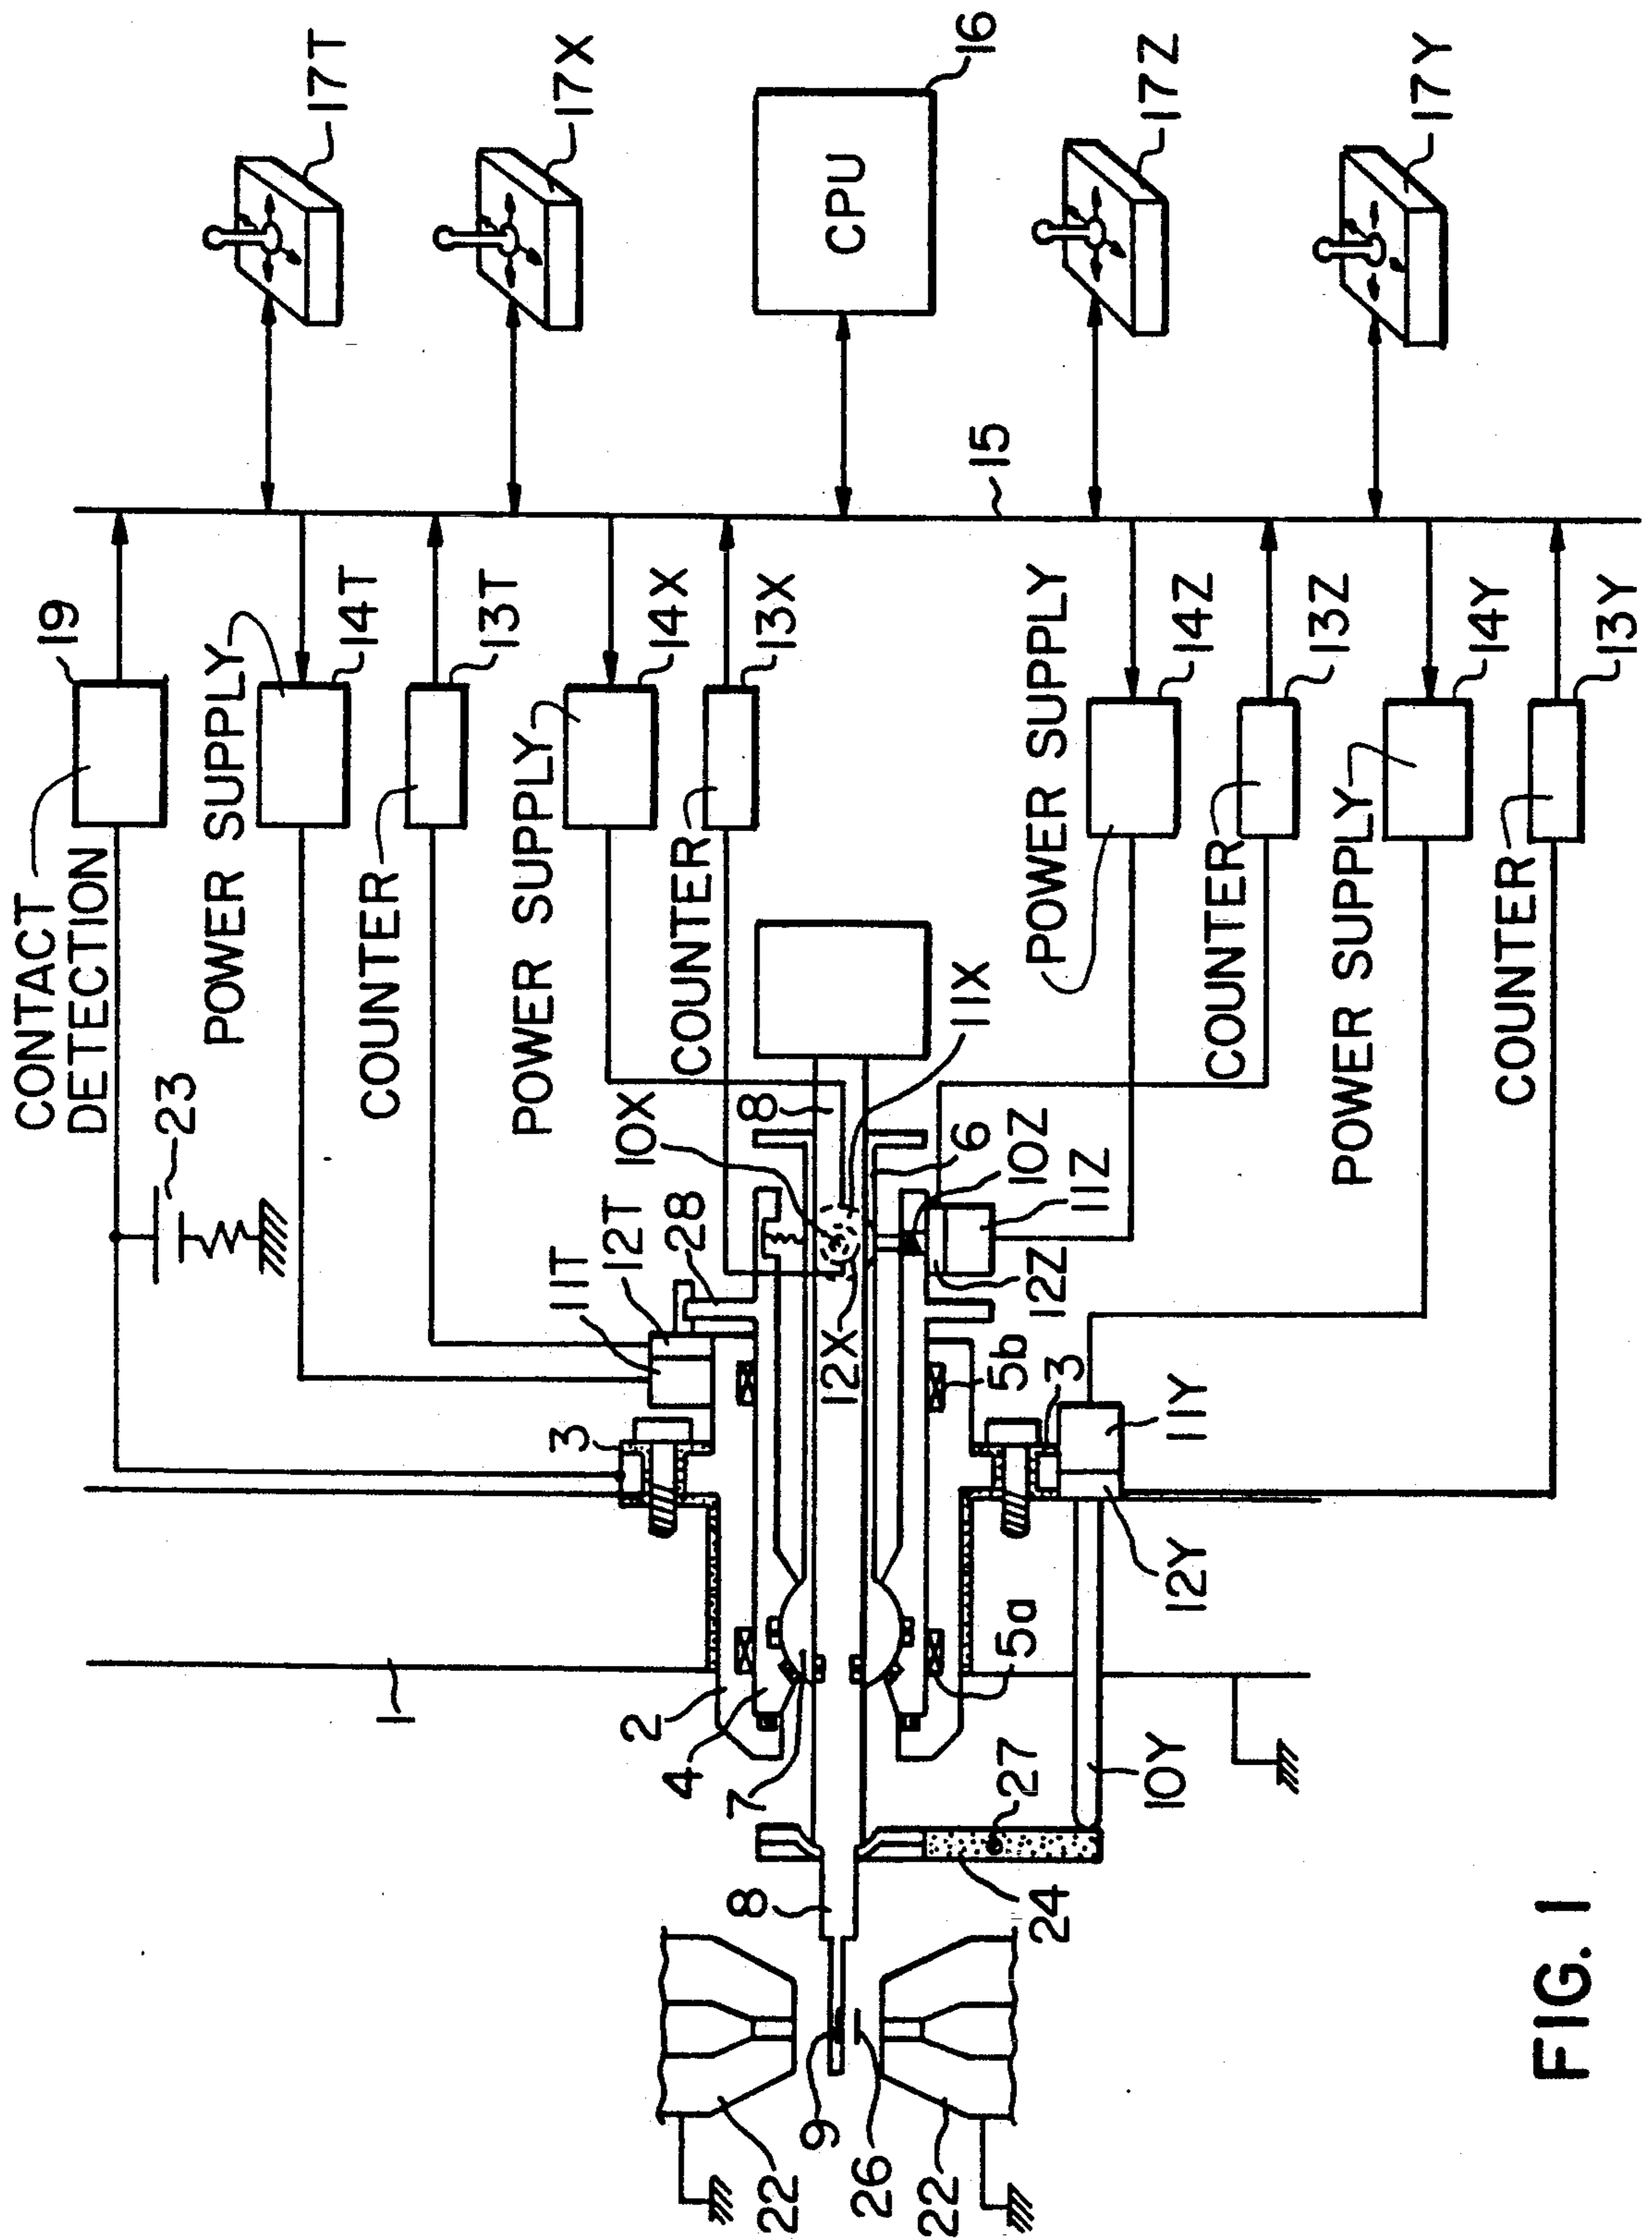 CONTACT
DETECTION
19
POWER SUPPLY
14T
COUNTER
13T
POWER SUPPLY
14X
COUNTER
13X
15
POWER SUPPLY
14Z
COUNTER
13Z
POWER SUPPLY
14Y
COUNTER
13Y
17T
17X
CPU
16
17Z
17Y
23
11T
12T
28
10X
8
11X
6
10Z
11Z
12Z
12X
5b
3
3
11Y
12Y
5a
1
2
4
7
10Y
27
24
8
9
26
22
22
FIG. 1